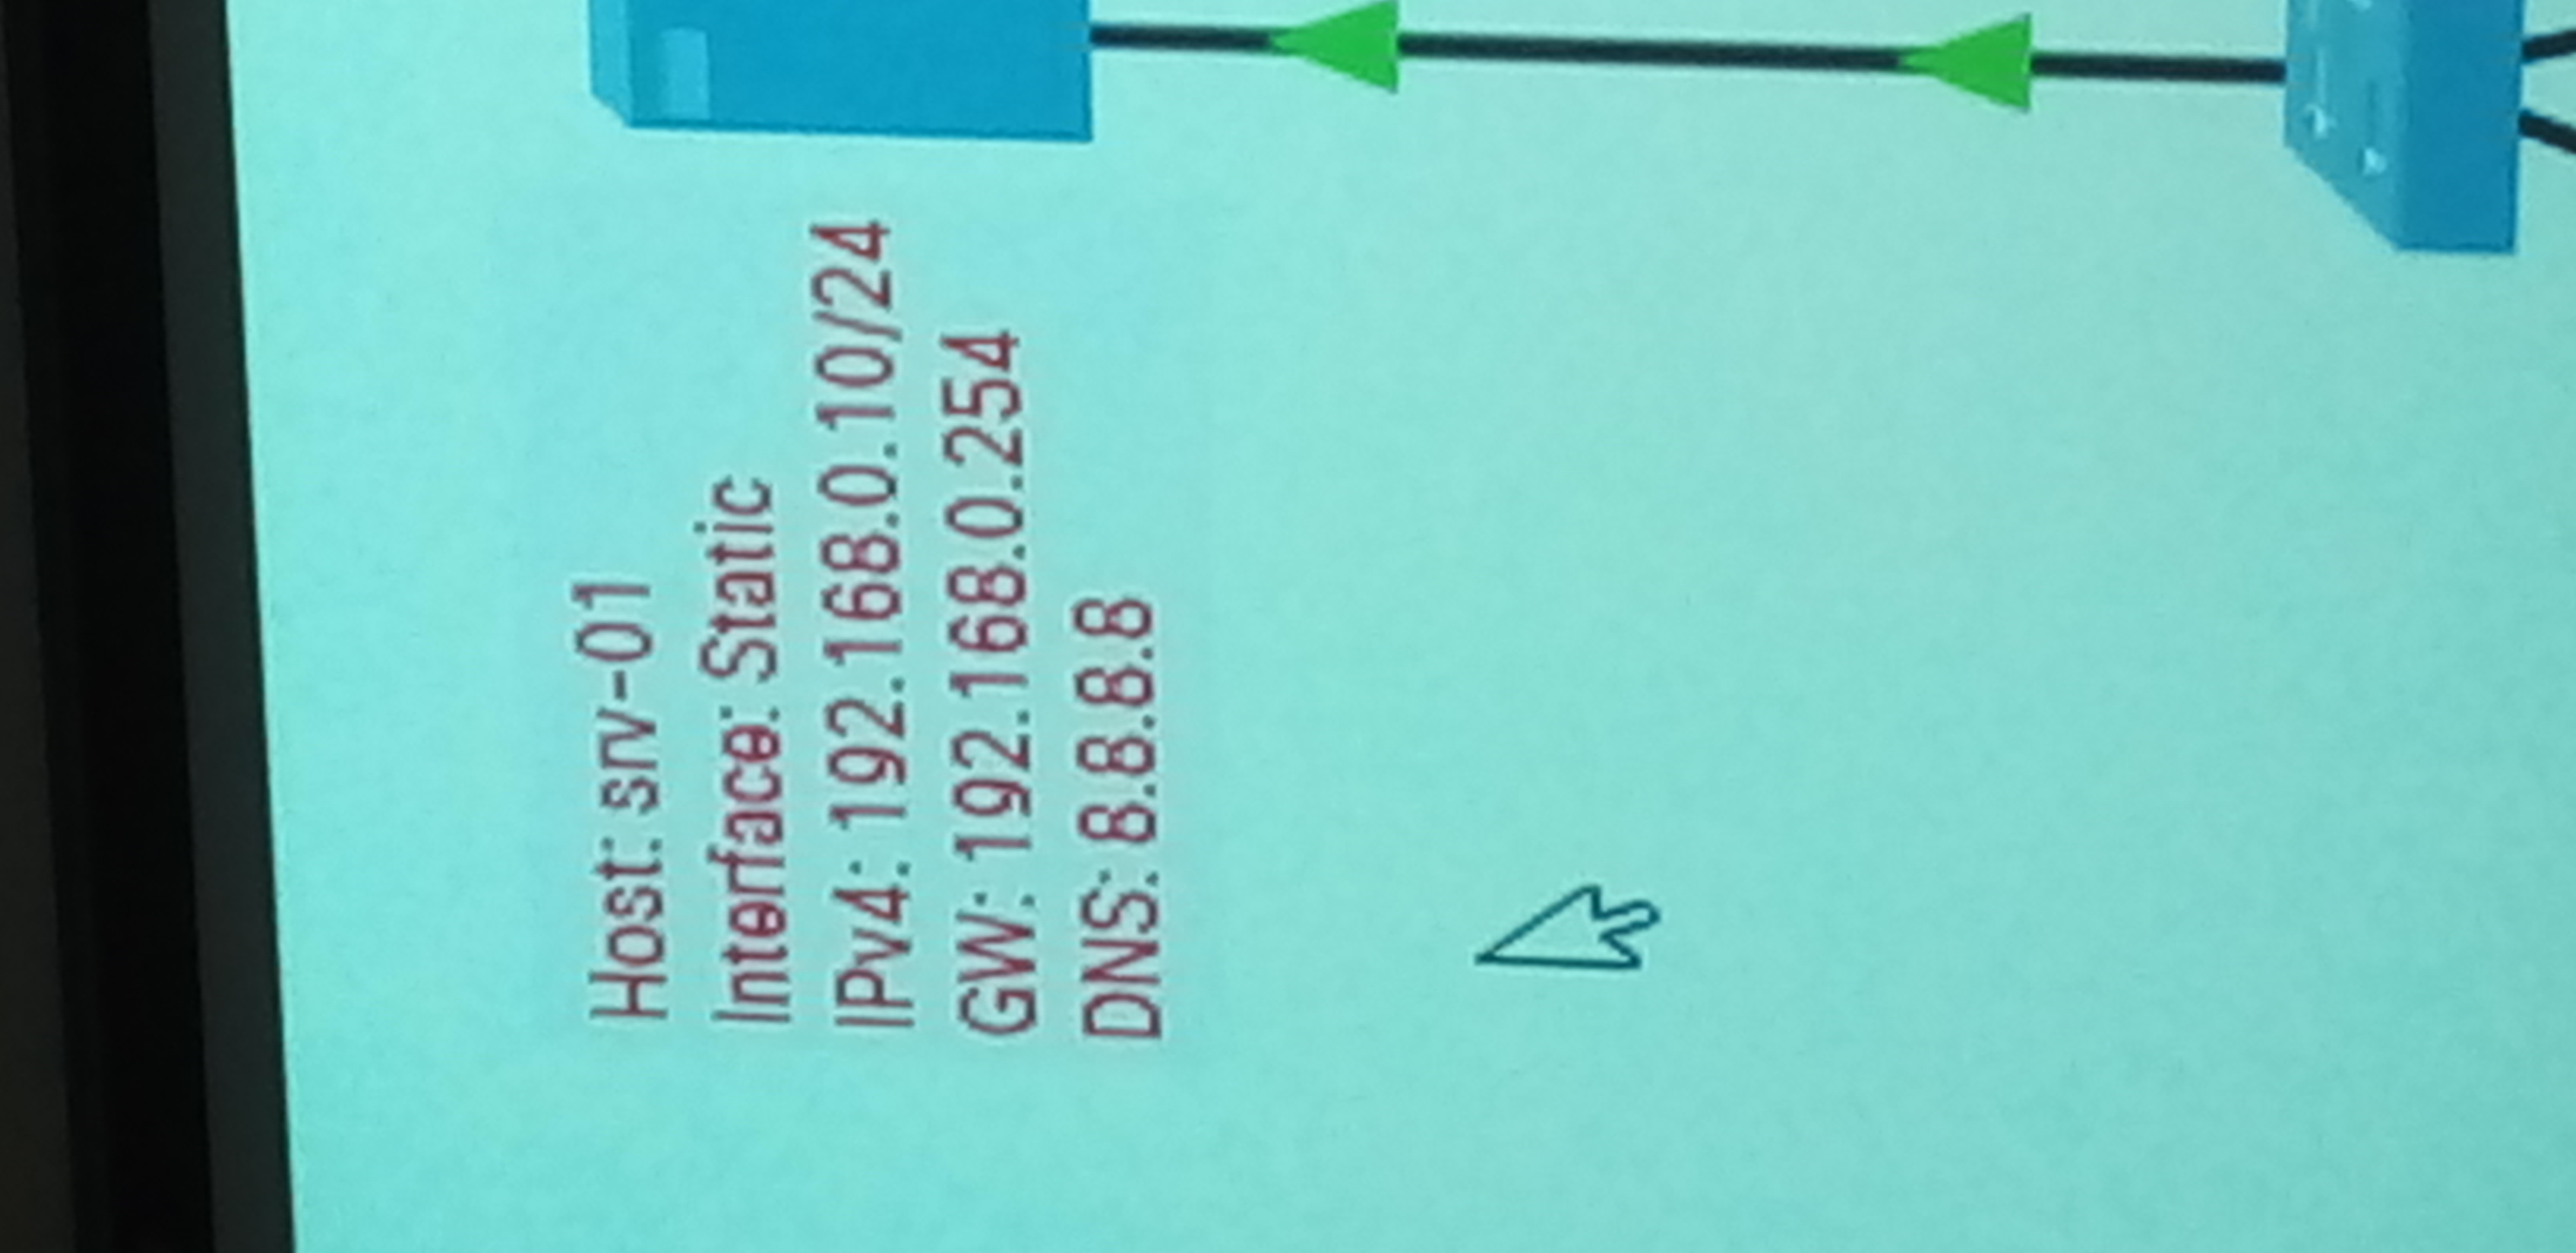 Host: srv-01
Interface: Static
IPv4: 192.168.0.10/24
GW: 192.168.0.254
DNS: 8.8.8.8